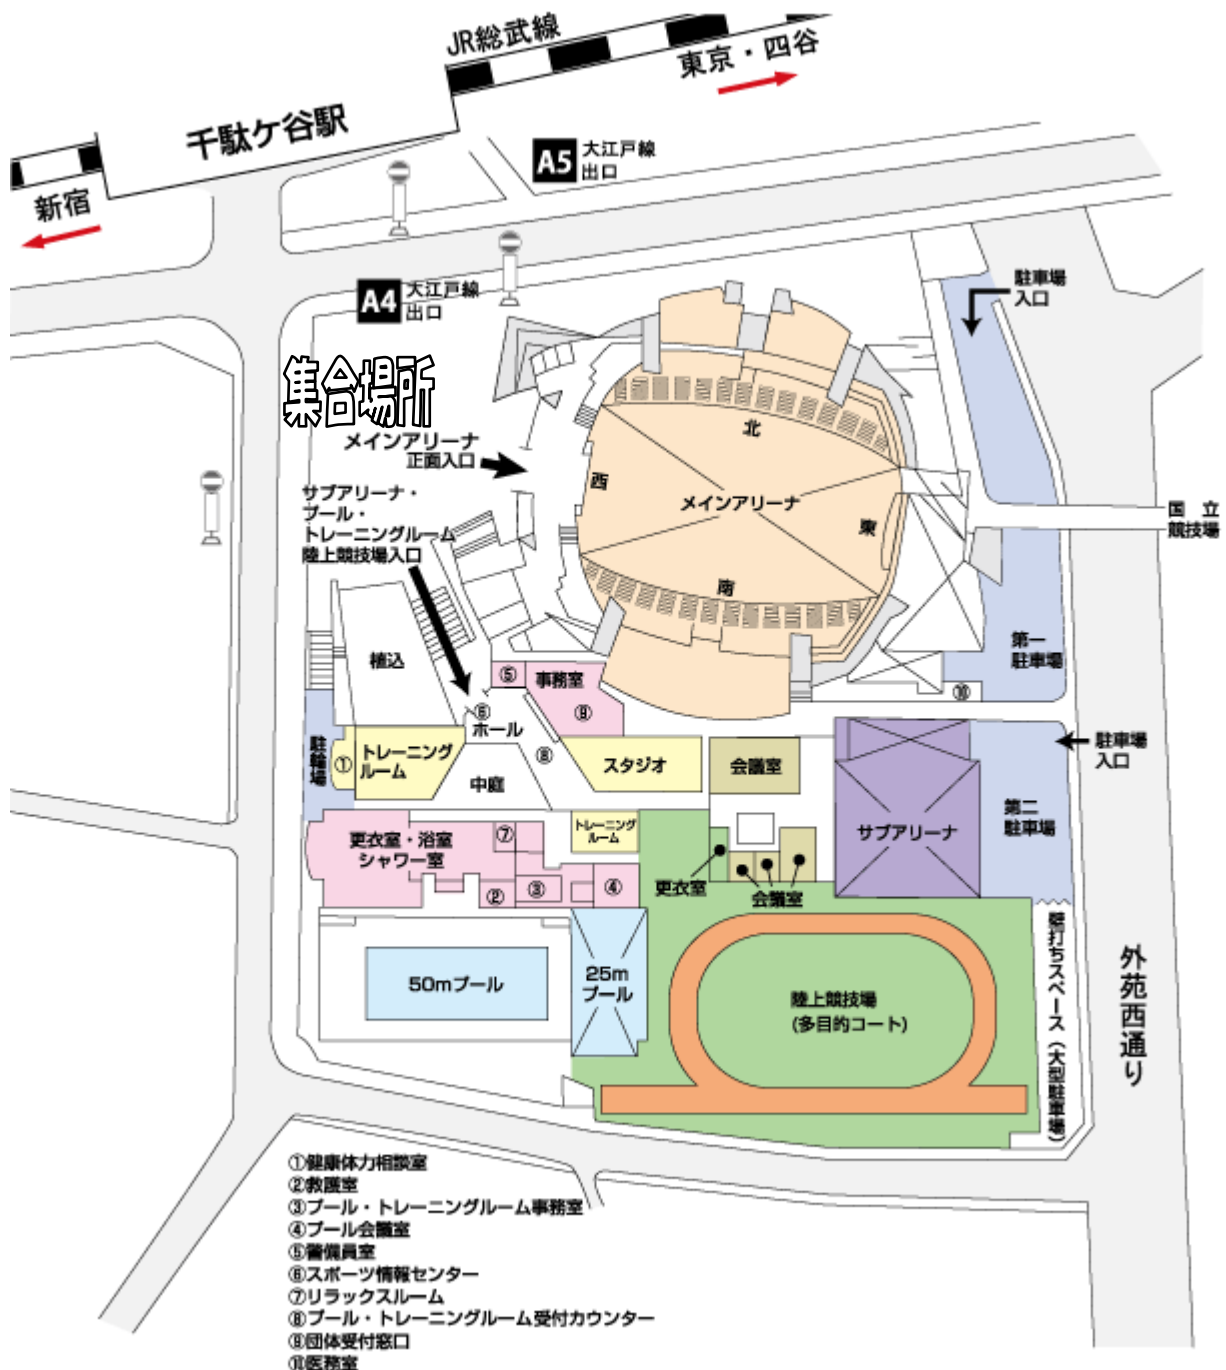 JR総武線
東京・四谷
千駄ケ谷駅
新宿
A5 大江戸線
出口
A4 大江戸線
出口
駐車場
入口
集合場所
メインアリーナ
正面入口
北
西
メインアリーナ
東
南
国立
競技場
サブアリーナ・
プール・
トレーニングルーム
陸上競技場入口
植込
⑤
事務室
⑨
⑥
ホール
⑧
第一
駐車場
⑩
駐輪場
①
トレーニング
ルーム
中庭
スタジオ
会議室
駐車場
入口
第二
駐車場
サブアリーナ
更衣室・浴室
シャワー室
⑦
トレーニング
ルーム
②
③
④
更衣室
会議室
50mプール
25m
プール
陸上競技場
(多目的コート)
壁打ちスペース(大型駐車場)
外苑西通り
①健康体力相談室
②救護室
③プール・トレーニングルーム事務室
④プール会議室
⑤警備員室
⑥スポーツ情報センター
⑦リラックスルーム
⑧プール・トレーニングルーム受付カウンター
⑨団体受付窓口
⑩医務室